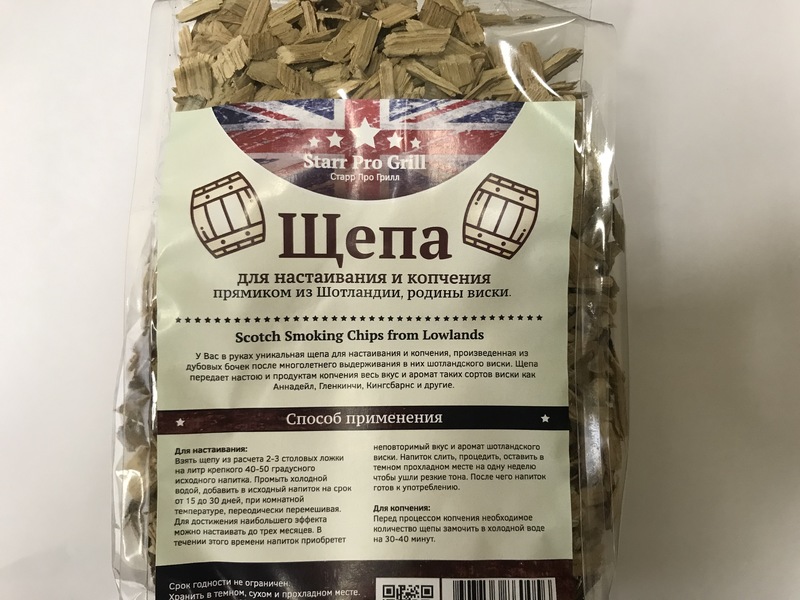 Starr Pro Grill
Старр Про Грилл
Щепа
для настаивания и копчения
прямиком из Шотландии, родины виски.
Scotch Smoking Chips from Lowlands
У Вас в руках уникальная щепа для настаивания и копчения, произведенная из
дубовых бочек после многолетнего выдерживания в них шотландского виски. Щепа
передает настою и продуктам копчения весь вкус и аромат таких сортов виски как
Аннадейл, Гленкинчи, Кингсбарнс и другие.
Способ применения
Для настаивания:
Взять щепу из расчета 2-3 столовых ложки
на литр крепкого 40-50 градусного
исходного напитка. Промыть холодной
водой, добавить в исходный напиток на срок
от 15 до 30 дней, при комнатной
температуре, переодически перемешивая.
Для достижения наибольшего эффекта
можно настаивать до трех месяцев. В
течении этого времени напиток приобретет
неповторимый вкус и аромат шотландского
виски. Напиток слить, процедить, оставить в
темном прохладном месте на одну неделю
чтобы ушли резкие тона. После чего напиток
готов к употреблению.
Для копчения:
Перед процессом копчения необходимое
количество щепы замочить в холодной воде
на 30-40 минут.
Срок годности не ограничен.
Хранить в темном, сухом и прохладном месте.